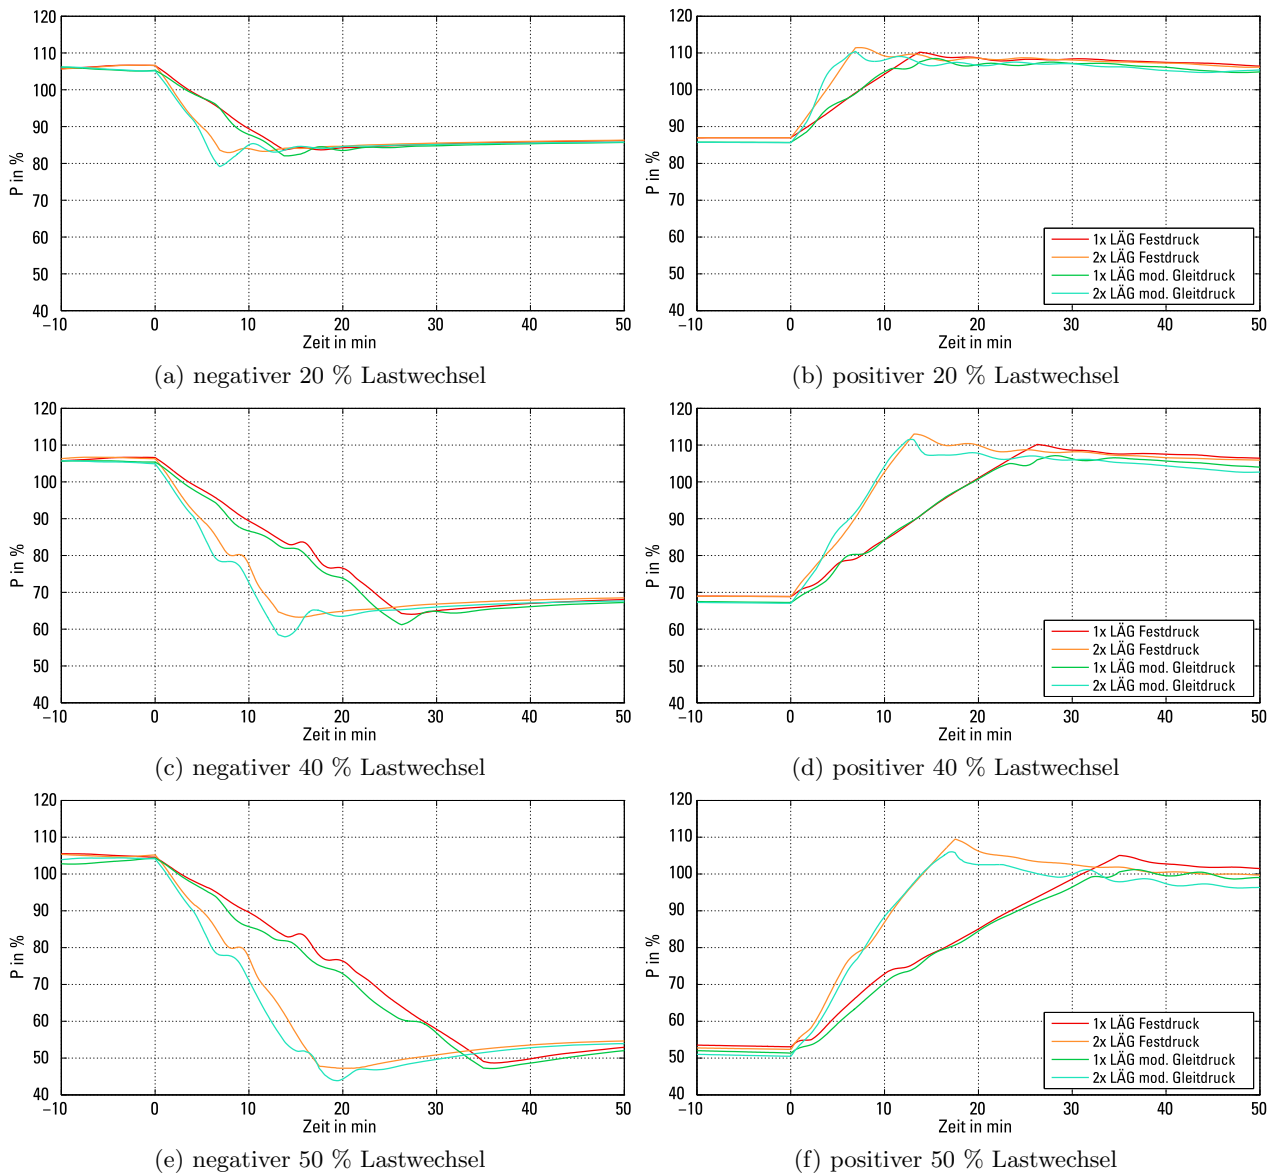 120
110
100
90
80
70
60
50
40
P in %
−10 0 10 20 30 40 50
Zeit in min
(a) negativer 20 % Lastwechsel
120
110
100
90
80
70
60
50
40
P in %
1x LÄG Festdruck
2x LÄG Festdruck
1x LÄG mod. Gleitdruck
2x LÄG mod. Gleitdruck
−10 0 10 20 30 40 50
Zeit in min
(b) positiver 20 % Lastwechsel
120
110
100
90
80
70
60
50
40
P in %
−10 0 10 20 30 40 50
Zeit in min
(c) negativer 40 % Lastwechsel
120
110
100
90
80
70
60
50
40
P in %
1x LÄG Festdruck
2x LÄG Festdruck
1x LÄG mod. Gleitdruck
2x LÄG mod. Gleitdruck
−10 0 10 20 30 40 50
Zeit in min
(d) positiver 40 % Lastwechsel
120
110
100
90
80
70
60
50
40
P in %
−10 0 10 20 30 40 50
Zeit in min
(e) negativer 50 % Lastwechsel
120
110
100
90
80
70
60
50
40
P in %
1x LÄG Festdruck
2x LÄG Festdruck
1x LÄG mod. Gleitdruck
2x LÄG mod. Gleitdruck
−10 0 10 20 30 40 50
Zeit in min
(f) positiver 50 % Lastwechsel